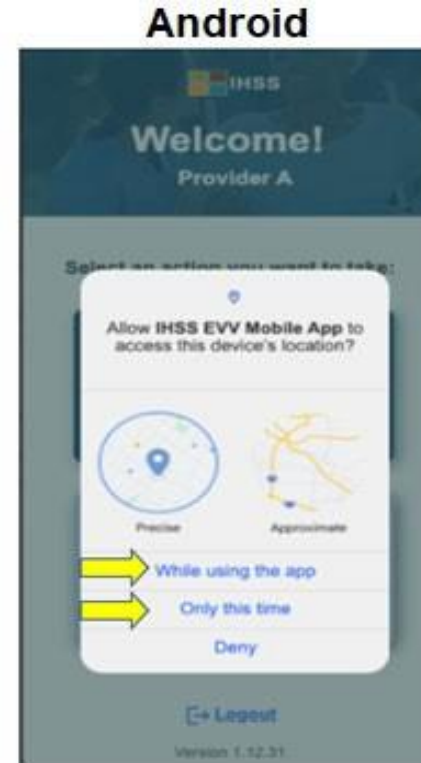 Android
IHSS
Welcome!
Provider A
Select an action you want to take:
Allow IHSS EVV Mobile App to
access this device's location?
Precise
Approximate
While using the app
Only this time
Deny
Logout
Version 1.12.31